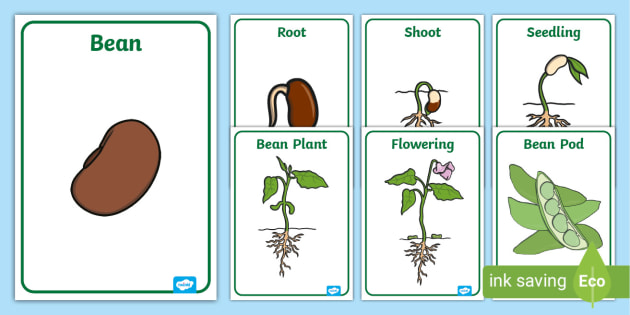 Bean
Root
Shoot
Seedling
Bean Plant
Flowering
Bean Pod
ink saving
Eco